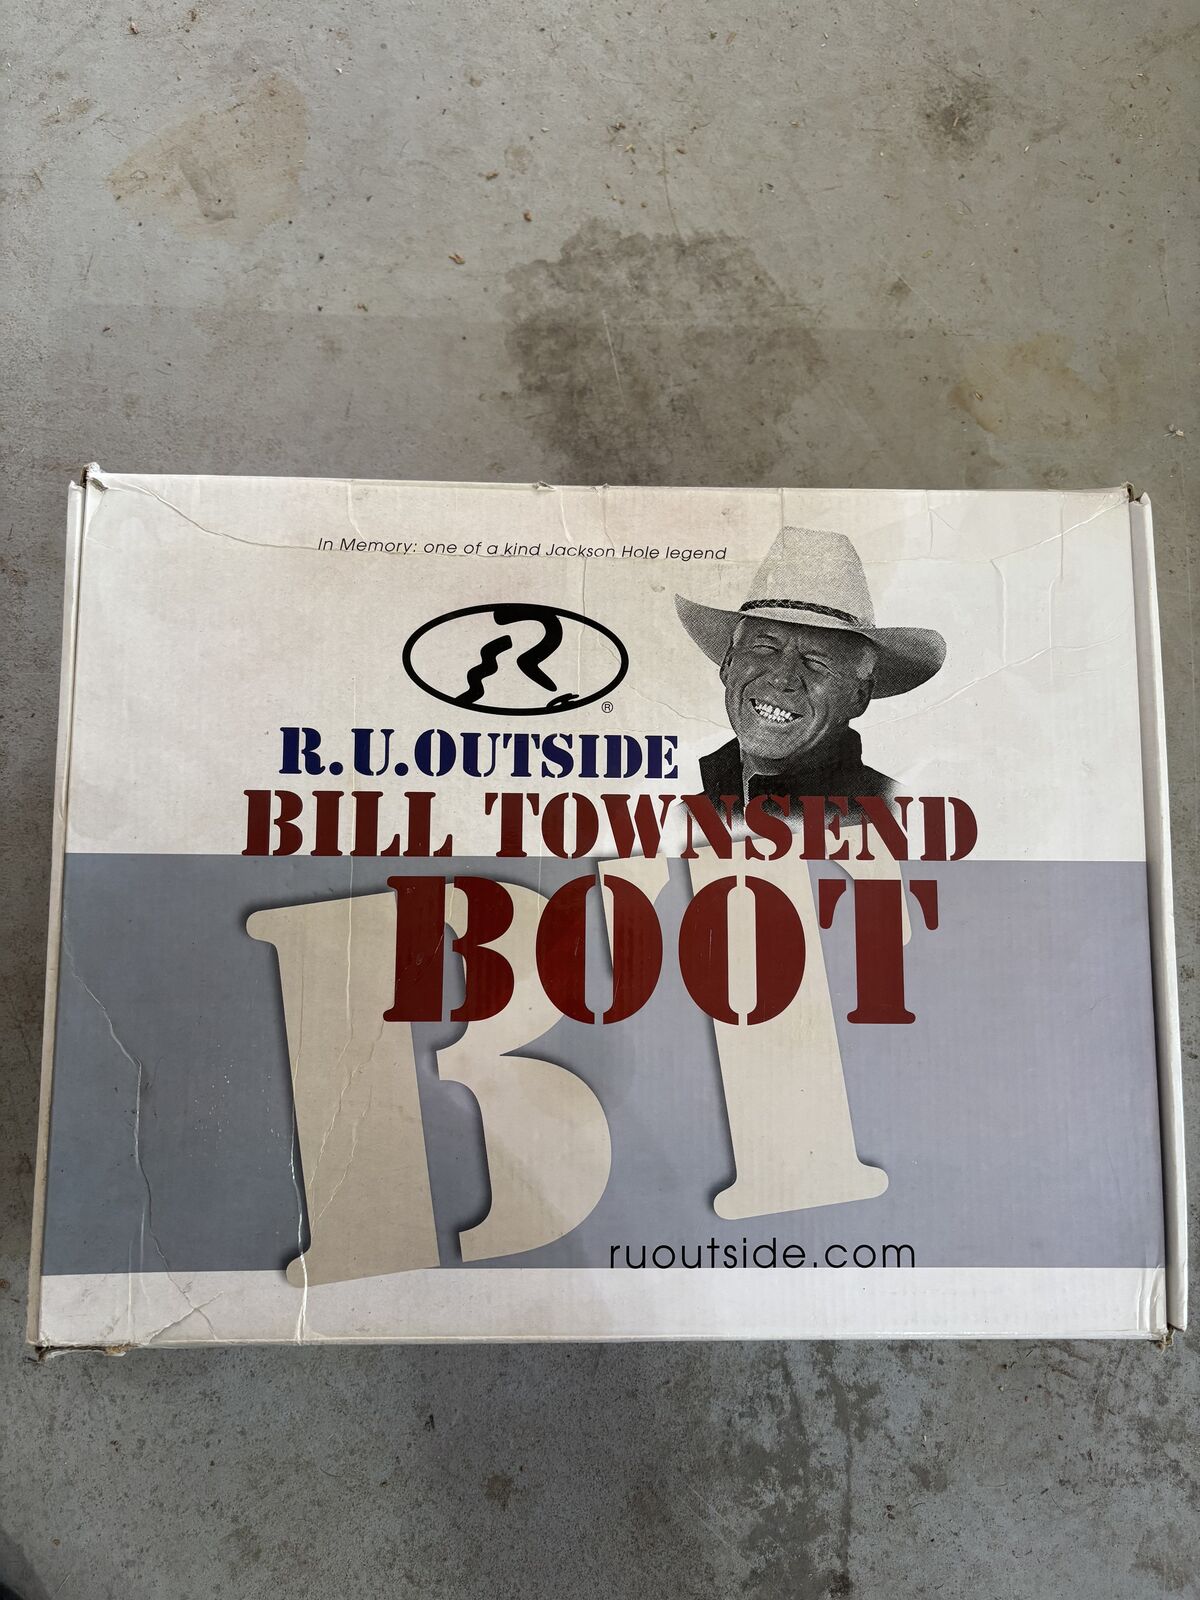 In Memory: one of a kind Jackson Hole legend
R
®
R.U.OUTSIDE
BILL TOWNSEND
BOOT
BT
ruoutside.com